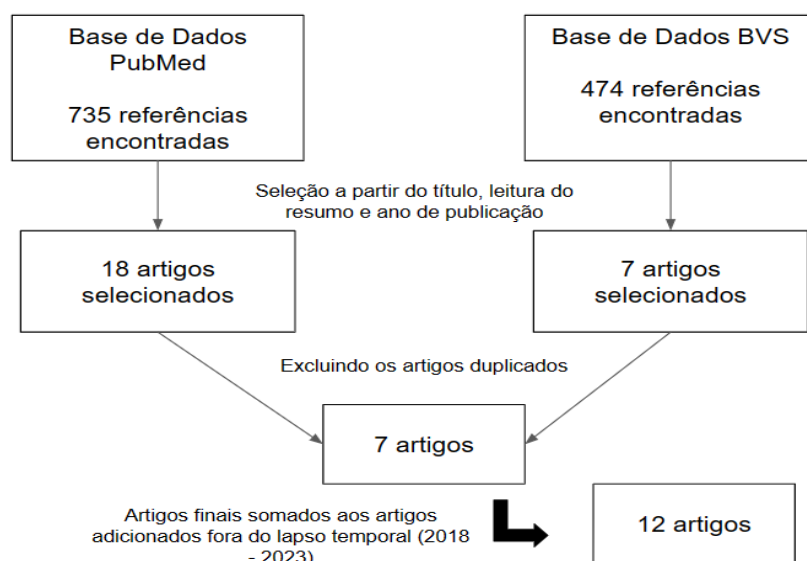 Base de Dados
PubMed
735 referências
encontradas
Base de Dados BVS
474 referências
encontradas
Seleção a partir do título, leitura do
resumo e ano de publicação
18 artigos
selecionados
7 artigos
selecionados
Excluindo os artigos duplicados
7 artigos
Artigos finais somados aos artigos
adicionados fora do lapso temporal (2018
- 2023)
12 artigos